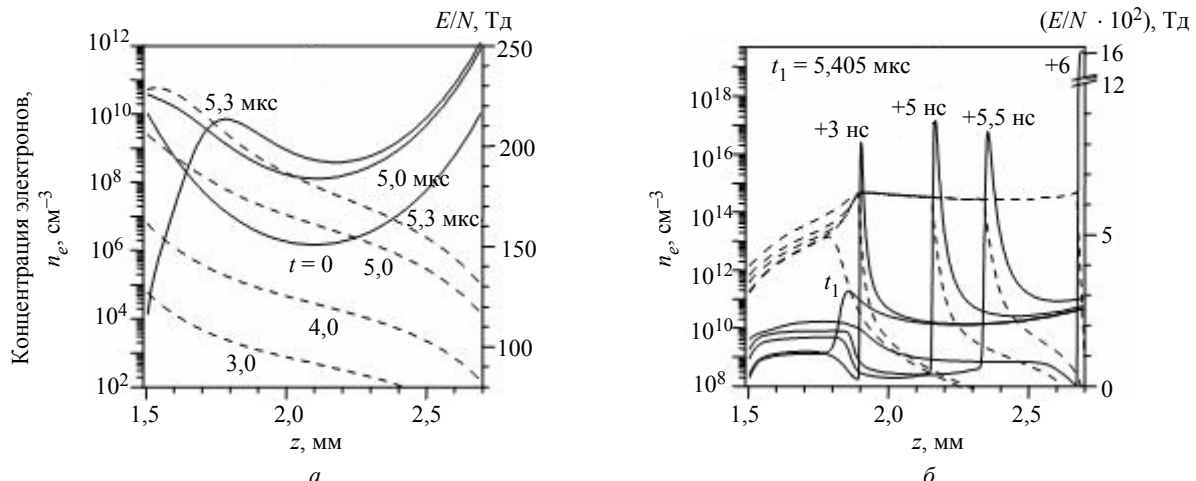 E/N, Тд
10¹²
10¹⁰
10⁸
10⁶
10⁴
10²
Концентрация электронов,
nₑ, см⁻³
250
200
150
100
5,3 мкс
5,0 мкс
5,3 мкс
t = 0
5,0
4,0
3,0
1,5
2,0
2,5
z, мм
а
(E/N · 10²), Тд
t₁ = 5,405 мкс
+6
16
12
5
0
10¹⁸
10¹⁶
10¹⁴
10¹²
10¹⁰
10⁸
nₑ, см⁻³
+3 нс
+5 нс
+5,5 нс
t₁
1,5
2,0
2,5
z, мм
б